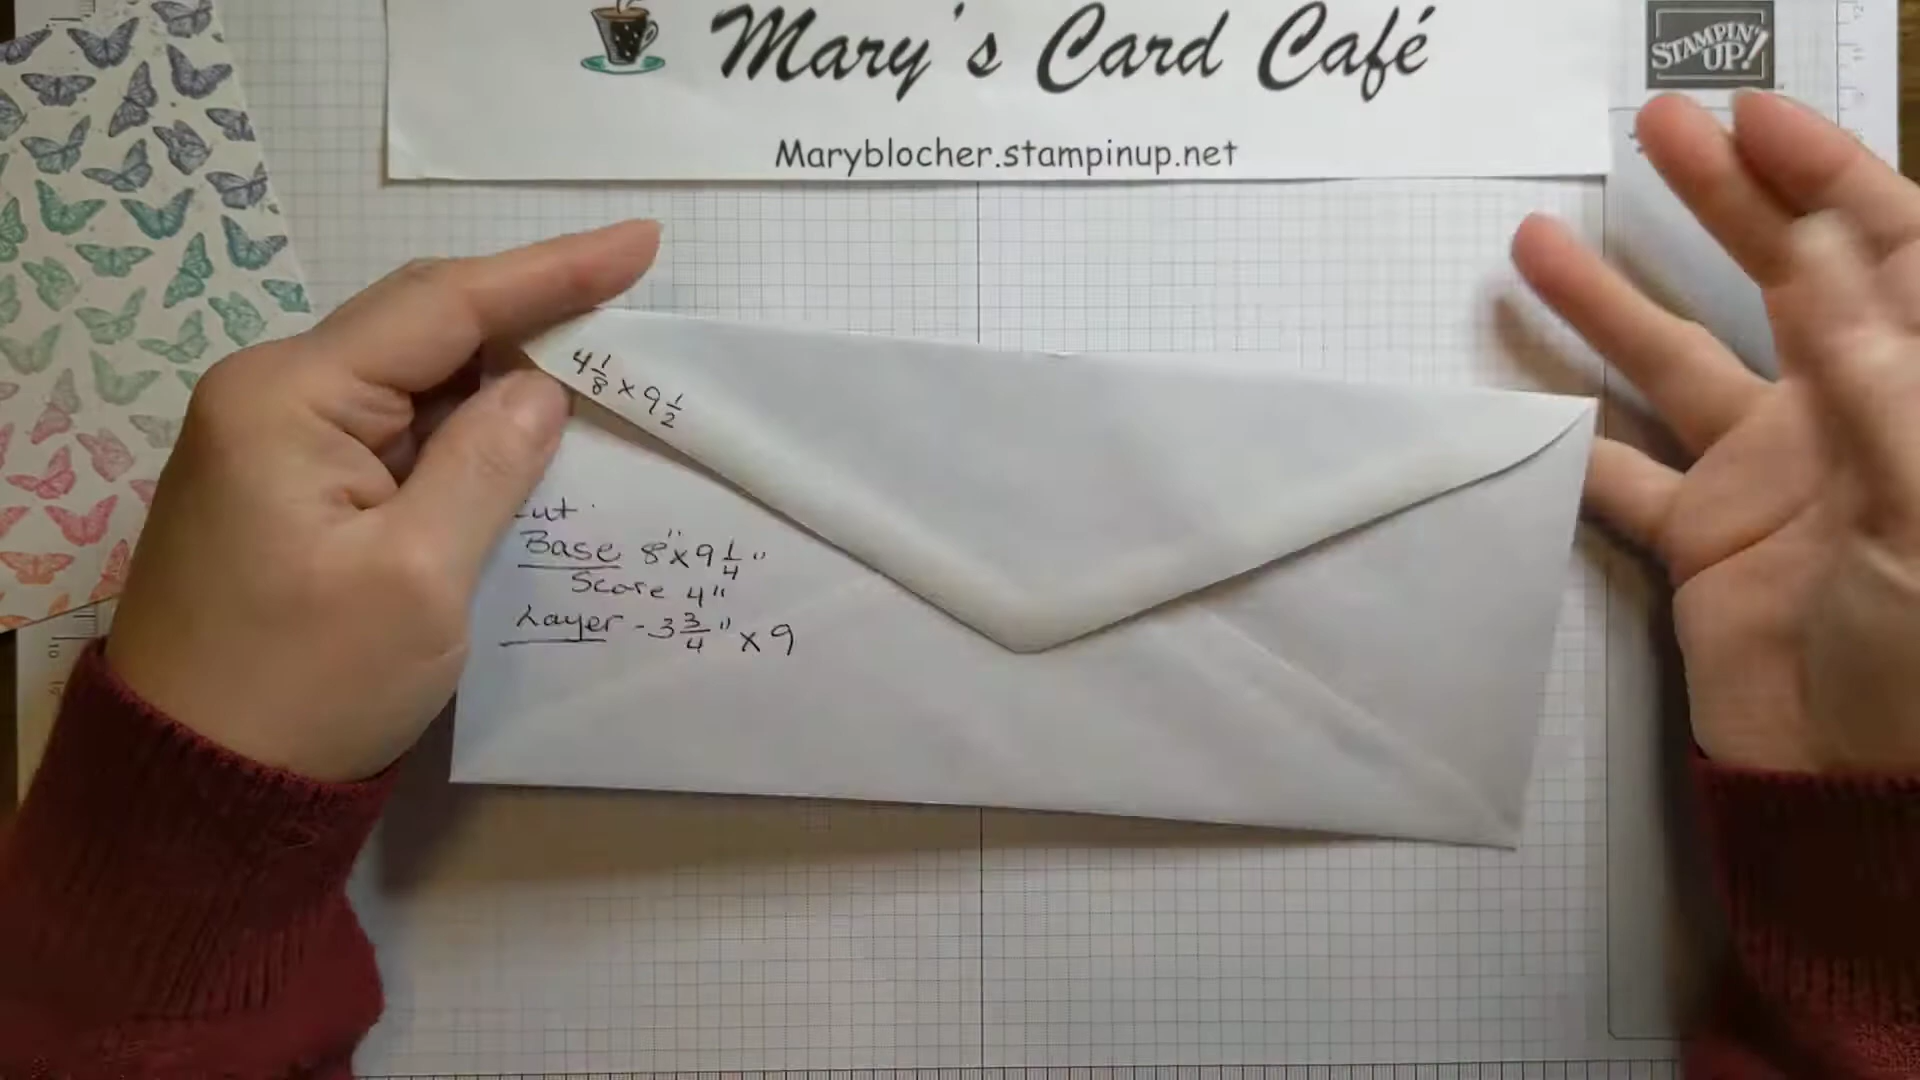 Mary's Card Café
STAMPIN'
UP!
Maryblocher.stampinup.net
4 1/8 x 9 1/2
Cut
Base 8" x 9 1/4"
Score 4"
Layer - 3 3/4" x 9